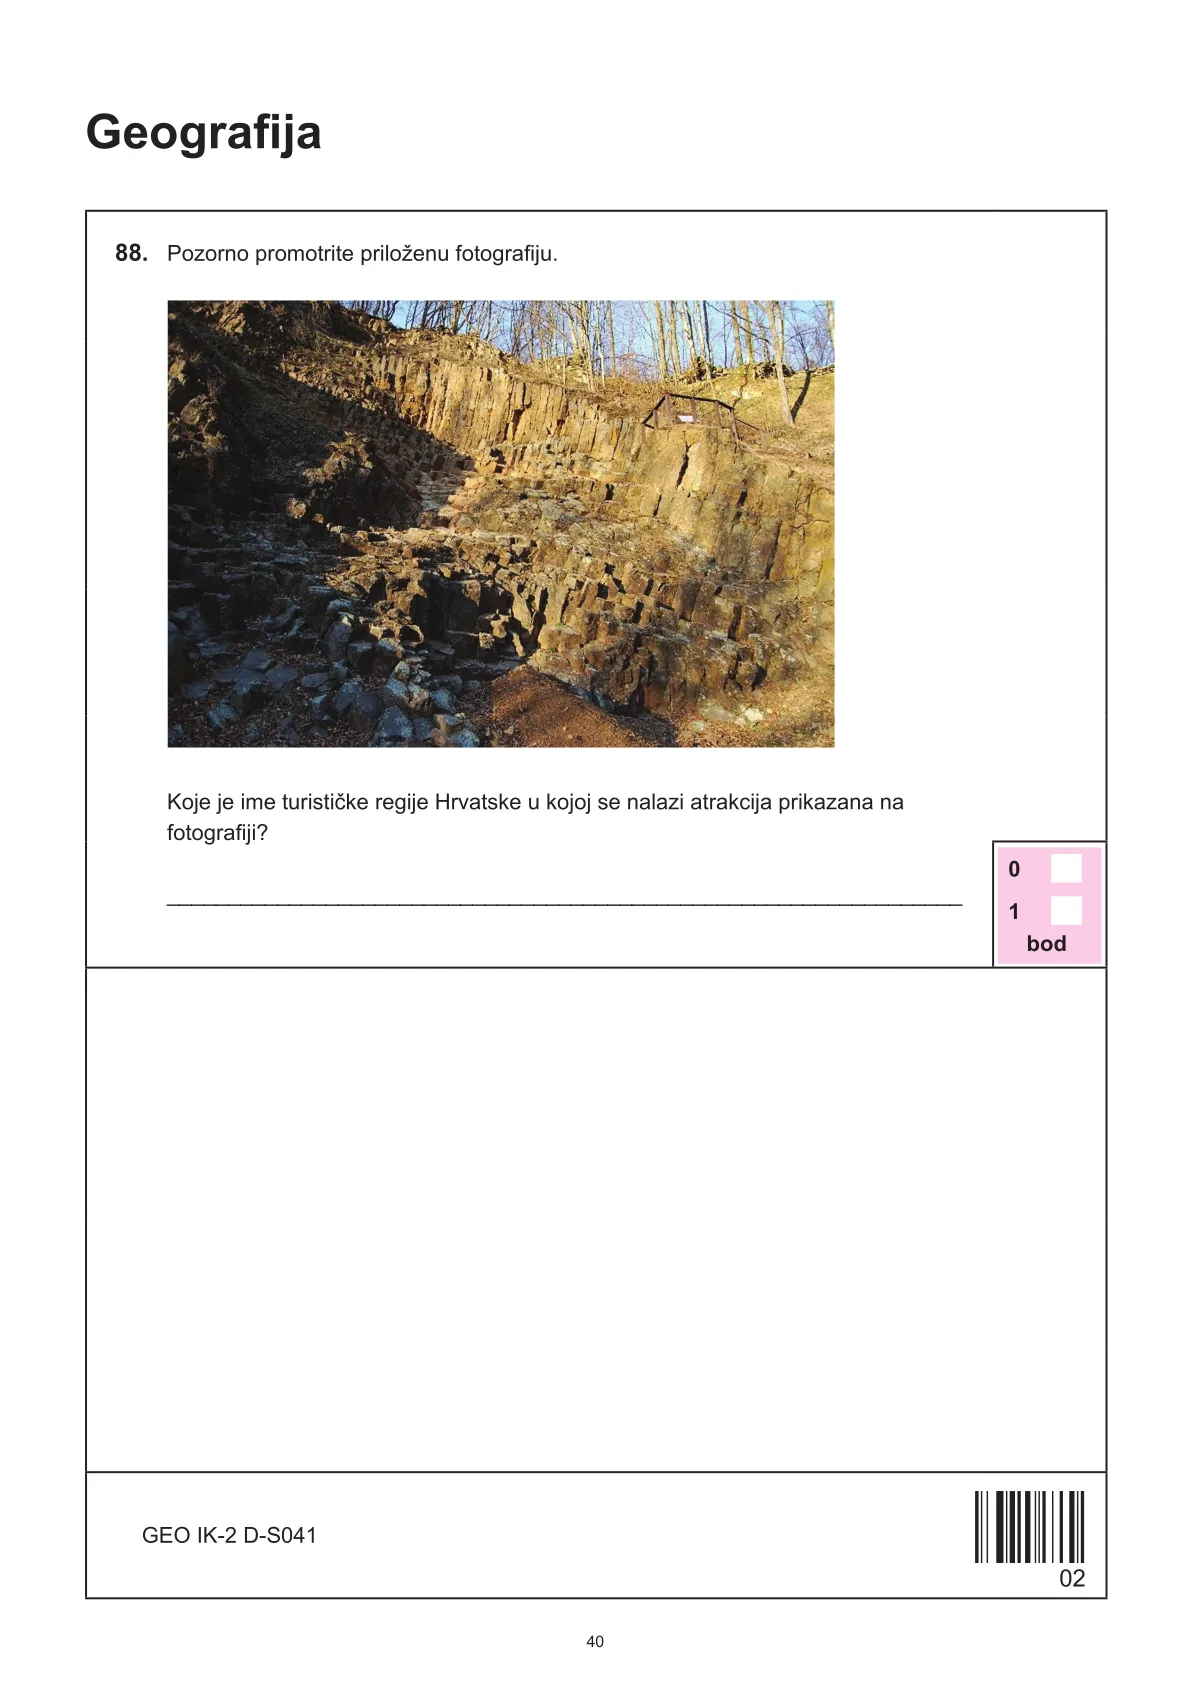 Geografija
88. Pozorno promotrite priloženu fotografiju.
Koje je ime turističke regije Hrvatske u kojoj se nalazi atrakcija prikazana na
fotografiji?
0
1
bod
GEO IK-2 D-S041
02
40